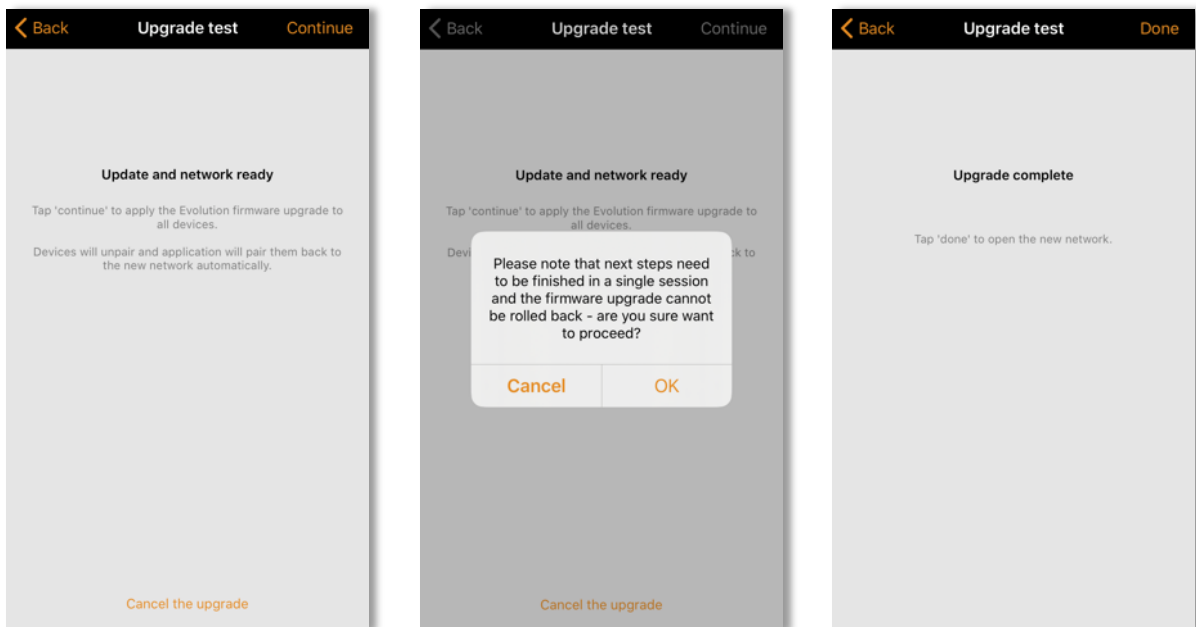 Back Upgrade test Continue
Update and network ready
Tap 'continue' to apply the Evolution firmware upgrade to
all devices.
Devices will unpair and application will pair them back to
the new network automatically.
Cancel the upgrade
Back Upgrade test Continue
Update and network ready
Tap 'continue' to apply the Evolution firmware upgrade to
all devices.
Devi ck to
Please note that next steps need
to be finished in a single session
and the firmware upgrade cannot
be rolled back - are you sure want
to proceed?
Cancel OK
Cancel the upgrade
Back Upgrade test Done
Upgrade complete
Tap 'done' to open the new network.